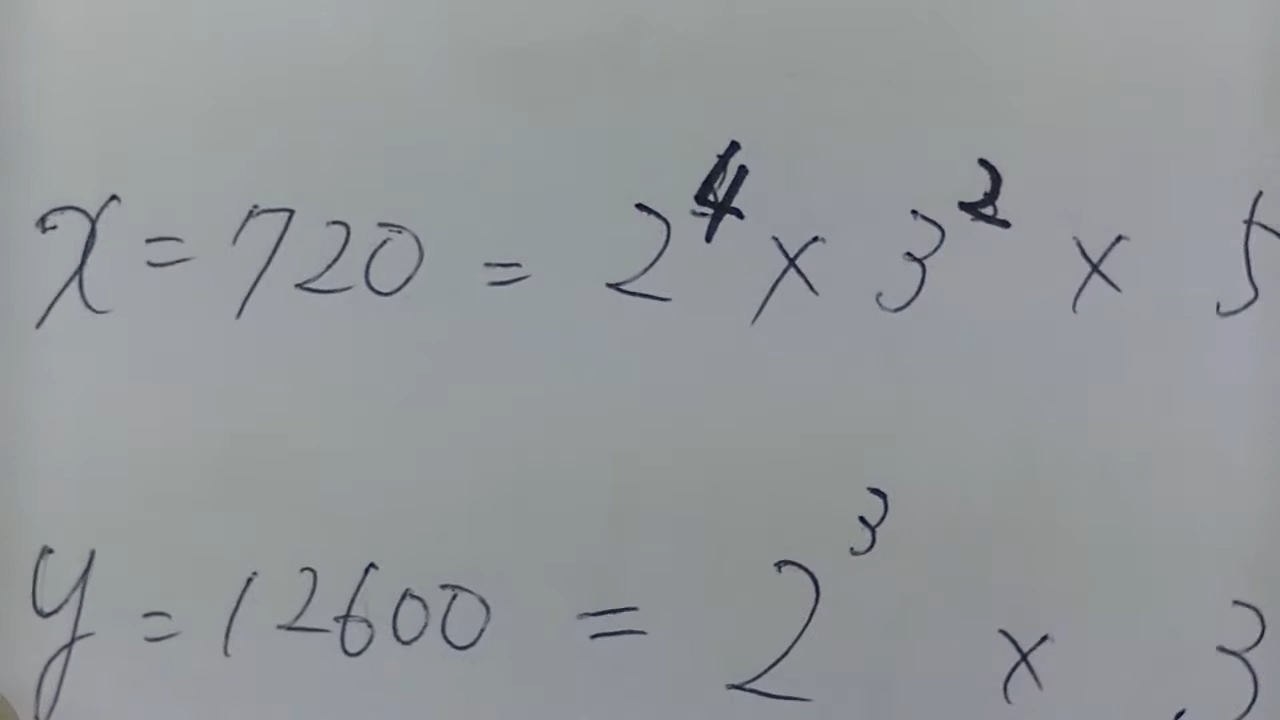 x = 720 = 2⁴ × 3² × 5
y = 12600 = 2³ × 3